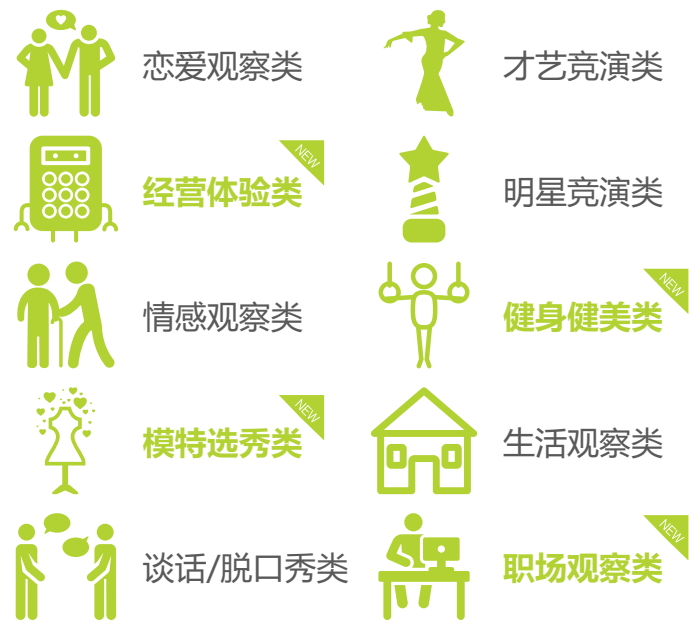 恋爱观察类
才艺竞演类
NEW
经营体验类
明星竞演类
情感观察类
NEW
健身健美类
NEW
模特选秀类
生活观察类
谈话/脱口秀类
NEW
职场观察类